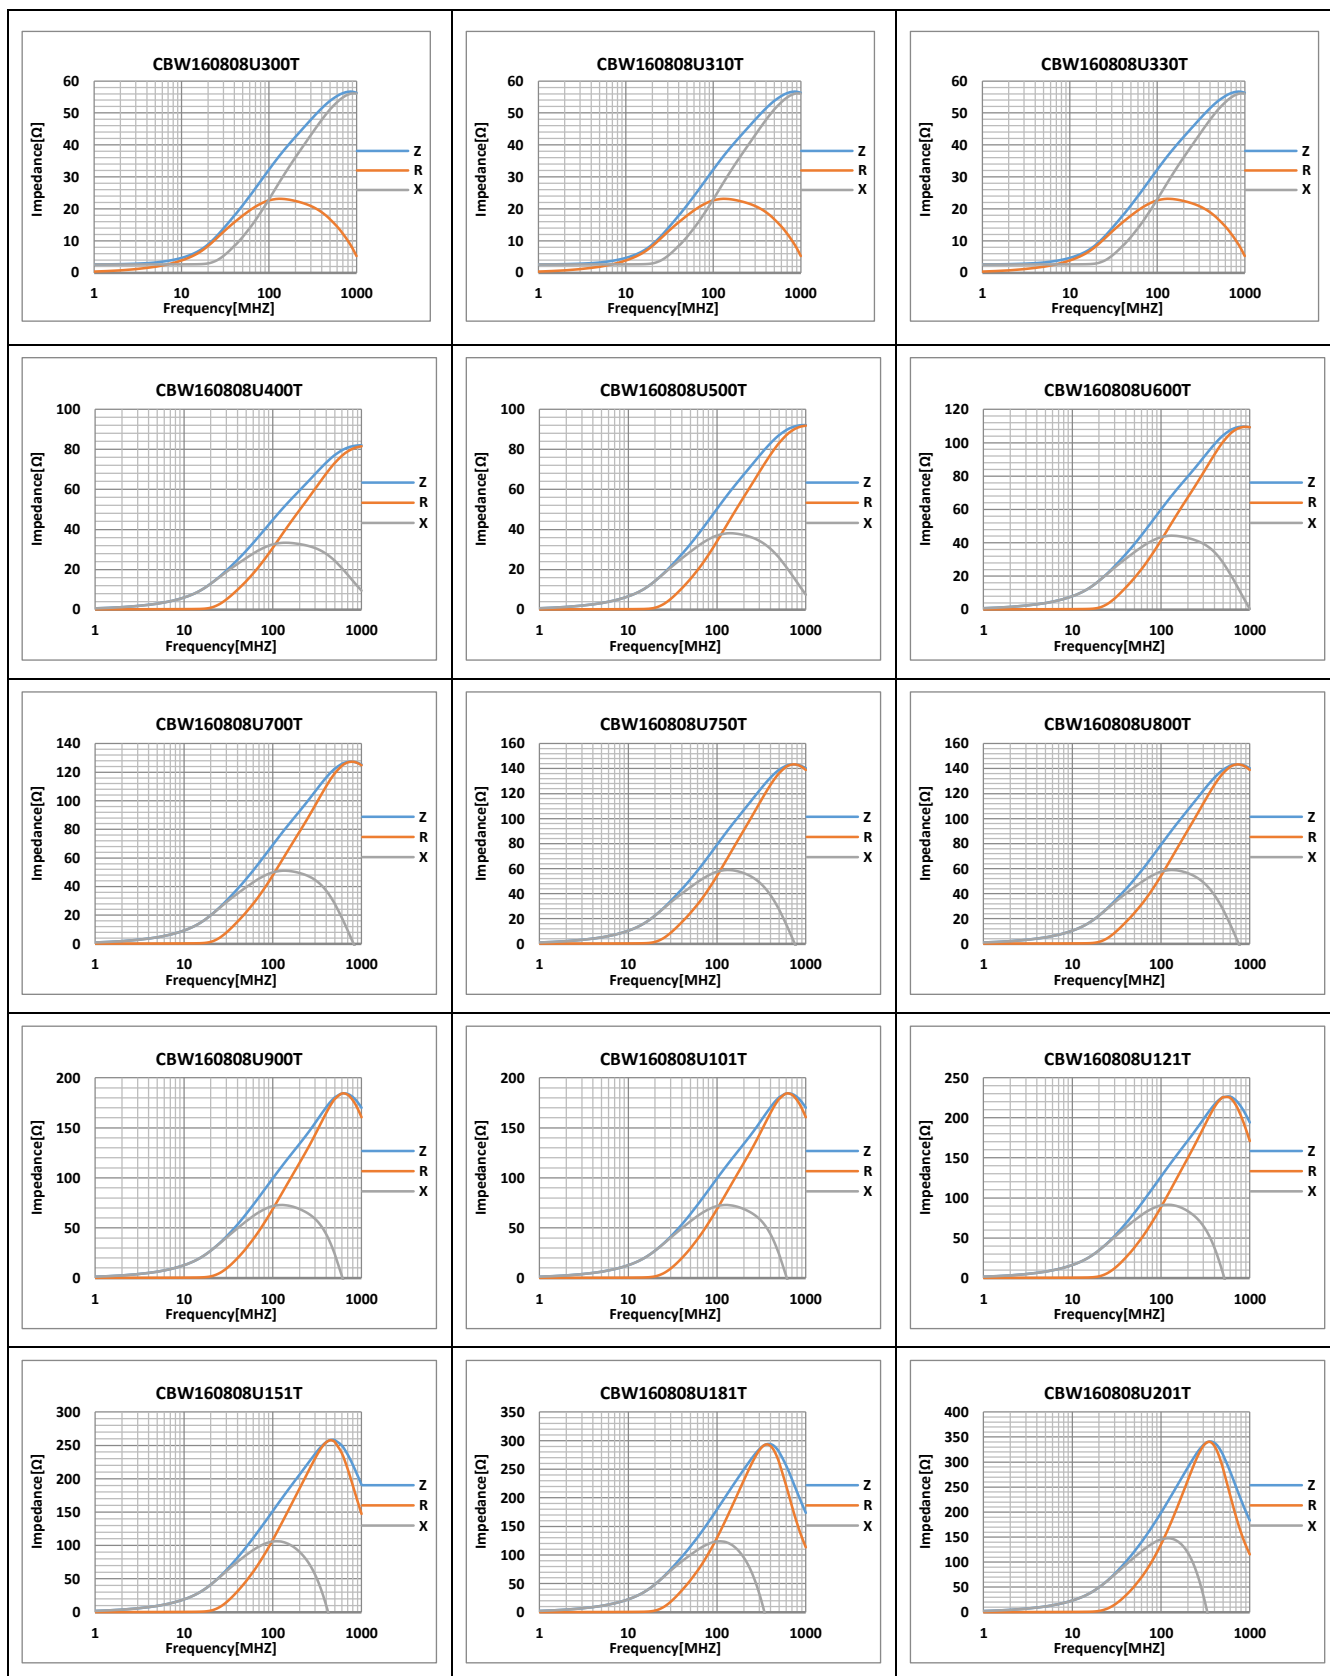 CBW160808U300T
Impedance[Ω]
60
50
40
30
20
10
0
1 10 100 1000
Frequency[MHZ]
Z
R
X
CBW160808U310T
Impedance[Ω]
60
50
40
30
20
10
0
1 10 100 1000
Frequency[MHZ]
Z
R
X
CBW160808U330T
Impedance[Ω]
60
50
40
30
20
10
0
1 10 100 1000
Frequency[MHZ]
Z
R
X
CBW160808U400T
Impedance[Ω]
100
80
60
40
20
0
1 10 100 1000
Frequency[MHZ]
Z
R
X
CBW160808U500T
Impedance[Ω]
100
80
60
40
20
0
1 10 100 1000
Frequency[MHZ]
Z
R
X
CBW160808U600T
Impedance[Ω]
120
100
80
60
40
20
0
1 10 100 1000
Frequency[MHZ]
Z
R
X
CBW160808U700T
Impedance[Ω]
140
120
100
80
60
40
20
0
1 10 100 1000
Frequency[MHZ]
Z
R
X
CBW160808U750T
Impedance[Ω]
160
140
120
100
80
60
40
20
0
1 10 100 1000
Frequency[MHZ]
Z
R
X
CBW160808U800T
Impedance[Ω]
160
140
120
100
80
60
40
20
0
1 10 100 1000
Frequency[MHZ]
Z
R
X
CBW160808U900T
Impedance[Ω]
200
150
100
50
0
1 10 100 1000
Frequency[MHZ]
Z
R
X
CBW160808U101T
Impedance[Ω]
200
150
100
50
0
1 10 100 1000
Frequency[MHZ]
Z
R
X
CBW160808U121T
Impedance[Ω]
250
200
150
100
50
0
1 10 100 1000
Frequency[MHZ]
Z
R
X
CBW160808U151T
Impedance[Ω]
300
250
200
150
100
50
0
1 10 100 1000
Frequency[MHZ]
Z
R
X
CBW160808U181T
Impedance[Ω]
350
300
250
200
150
100
50
0
1 10 100 1000
Frequency[MHZ]
Z
R
X
CBW160808U201T
Impedance[Ω]
400
350
300
250
200
150
100
50
0
1 10 100 1000
Frequency[MHZ]
Z
R
X